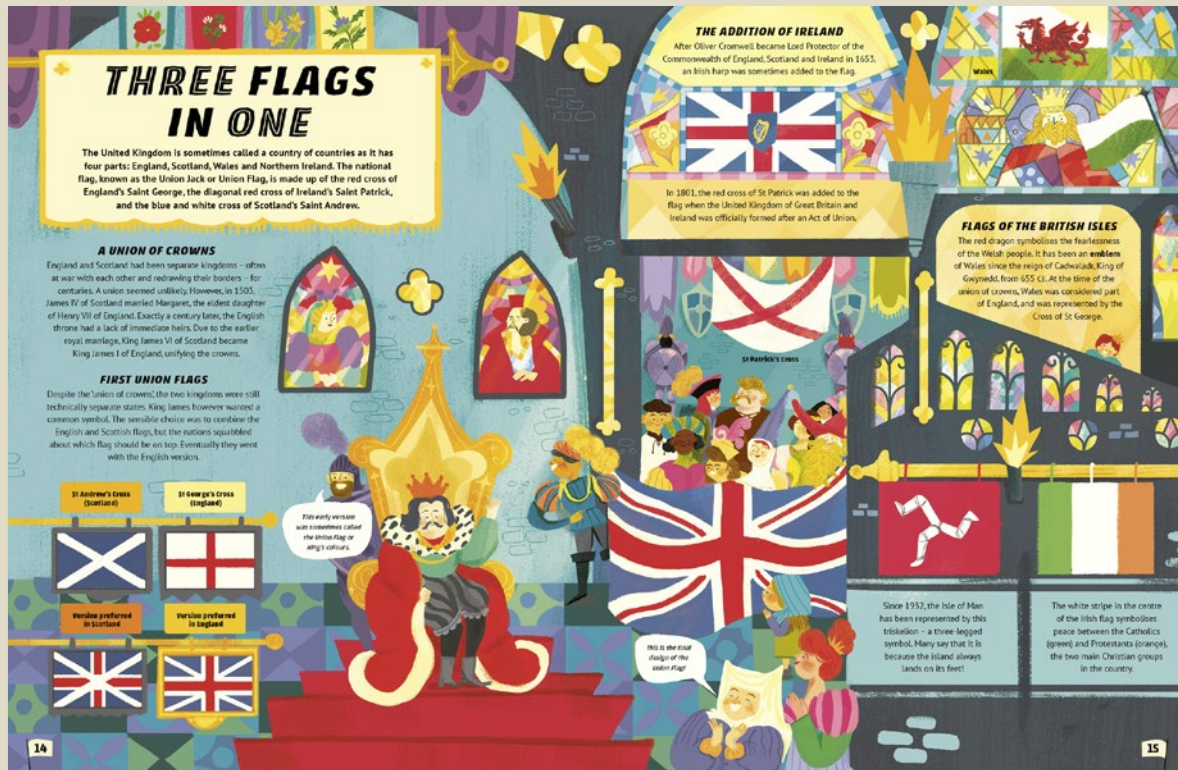 THREE FLAGS
IN ONE
The United Kingdom is sometimes called a country of countries as it has
four parts: England, Scotland, Wales and Northern Ireland. The national
flag, known as the Union Jack or Union Flag, is made up of the red cross of
England's Saint George, the diagonal red cross of Ireland's Saint Patrick,
and the blue and white cross of Scotland's Saint Andrew.
A UNION OF CROWNS
England and Scotland had been separate kingdoms – often
at war with each other and redrawing their borders – for
centuries. A union seemed unlikely. However, in 1503,
James IV of Scotland married Margaret, the eldest daughter
of Henry VII of England. Exactly a century later, the English
throne had a lack of immediate heirs. Due to the earlier
royal marriage, King James VI of Scotland became
King James I of England, unifying the crowns.
FIRST UNION FLAGS
Despite the 'union of crowns', the two kingdoms were still
technically separate states. King James however wanted a
common symbol. The sensible choice was to combine the
English and Scottish flags, but the nations squabbled
about which flag should be on top. Eventually they went
with the English version.
St Andrew's Cross
(Scotland)
St George's Cross
(England)
Version preferred
in Scotland
Version preferred
in England
This early version
was sometimes called
the Union Flag or
king's colours.
14
THE ADDITION OF IRELAND
After Oliver Cromwell became Lord Protector of the
Commonwealth of England, Scotland and Ireland in 1653,
an Irish harp was sometimes added to the flag.
In 1801, the red cross of St Patrick was added to the
flag when the United Kingdom of Great Britain and
Ireland was officially formed after an Act of Union.
St Patrick's Cross
This is the final
design of the
Union Flag!
Wales
FLAGS OF THE BRITISH ISLES
The red dragon symbolises the fearlessness
of the Welsh people. It has been an emblem
of Wales since the reign of Cadwaladr, King of
Gwynedd, from 655 CE. At the time of the
union of crowns, Wales was considered part
of England, and was represented by the
Cross of St George.
Since 1932, the Isle of Man
has been represented by this
triskelion – a three-legged
symbol. Many say that it is
because the island always
lands on its feet!
The white stripe in the centre
of the Irish flag symbolises
peace between the Catholics
(green) and Protestants (orange),
the two main Christian groups
in the country.
15